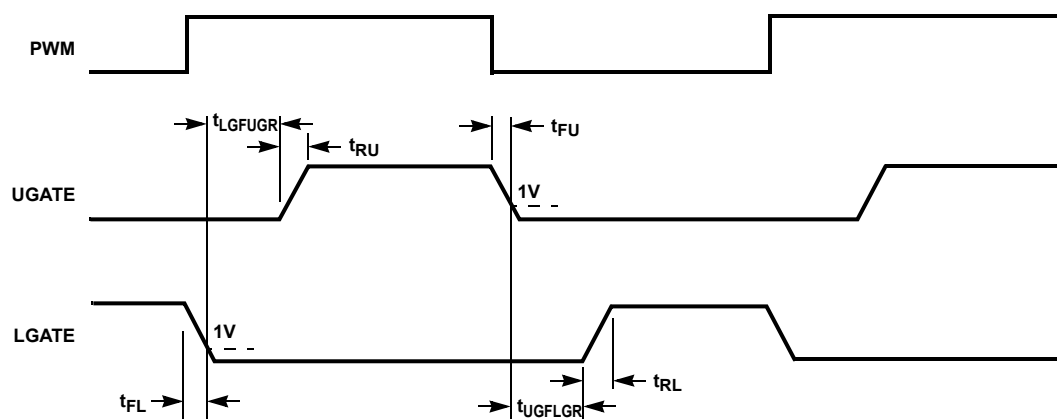 PWM
tLGFUGR
tFU
tRU
UGATE
1V
LGATE
1V
tFL
tRL
tUGFLGR